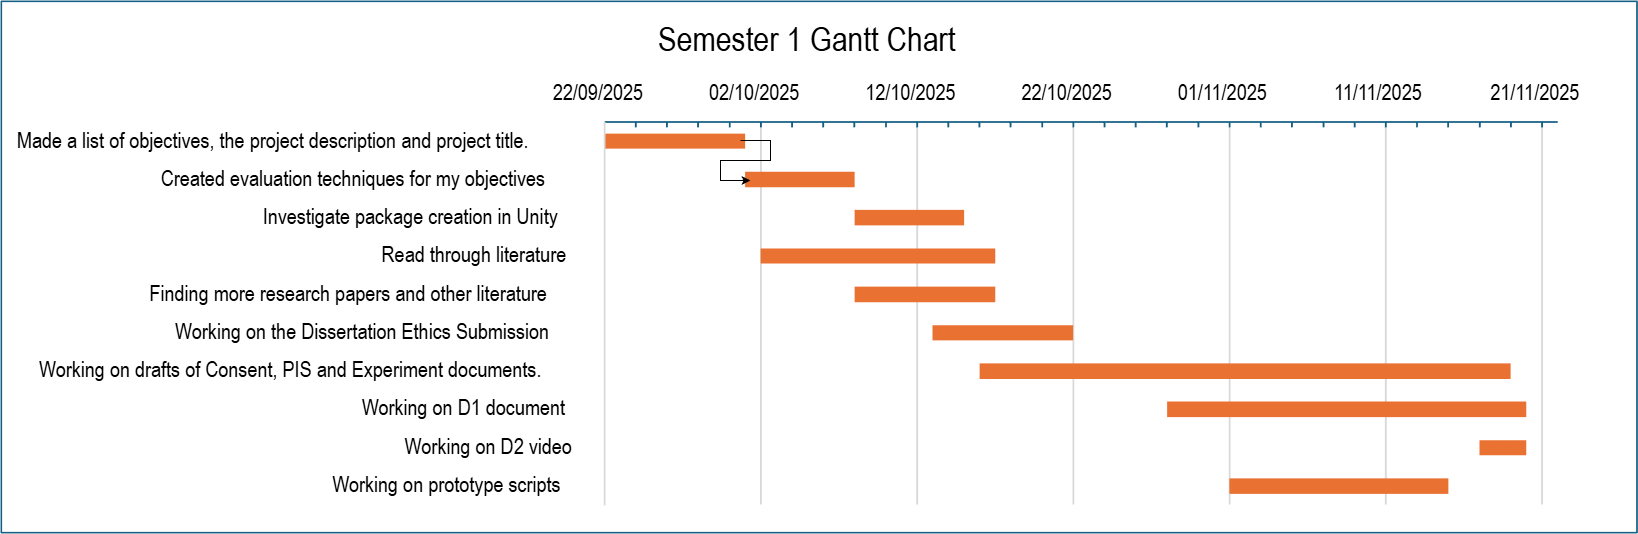 Semester 1 Gantt Chart
22/09/2025 02/10/2025 12/10/2025 22/10/2025 01/11/2025 11/11/2025 21/11/2025
Made a list of objectives, the project description and project title.
Created evaluation techniques for my objectives
Investigate package creation in Unity
Read through literature
Finding more research papers and other literature
Working on the Dissertation Ethics Submission
Working on drafts of Consent, PIS and Experiment documents.
Working on D1 document
Working on D2 video
Working on prototype scripts